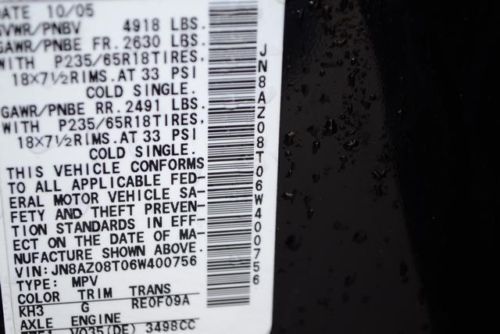 DATE 10/05
GVWR/PNBV 4918 LBS.
GAWR/PNBE FR. 2630 LBS.
WITH P235/65R18TIRES,
18X7½RIMS.AT 33 PSI
COLD SINGLE.
GAWR/PNBE RR. 2491 LBS.
WITH P235/65R18TIRES,
18X7½RIMS.AT 33 PSI
COLD SINGLE.
THIS VEHICLE CONFORMS
TO ALL APPLICABLE FED-
ERAL MOTOR VEHICLE SA-
FETY AND THEFT PREVEN-
TION STANDARDS IN EFF-
ECT ON THE DATE OF MA-
NUFACTURE SHOWN ABOVE.
VIN:JN8AZ08T06W400756
TYPE: MPV
COLOR TRIM TRANS
KH3 G RE0F09A
VQ35(DE) 3498CC
JN8AZ08T06W400756